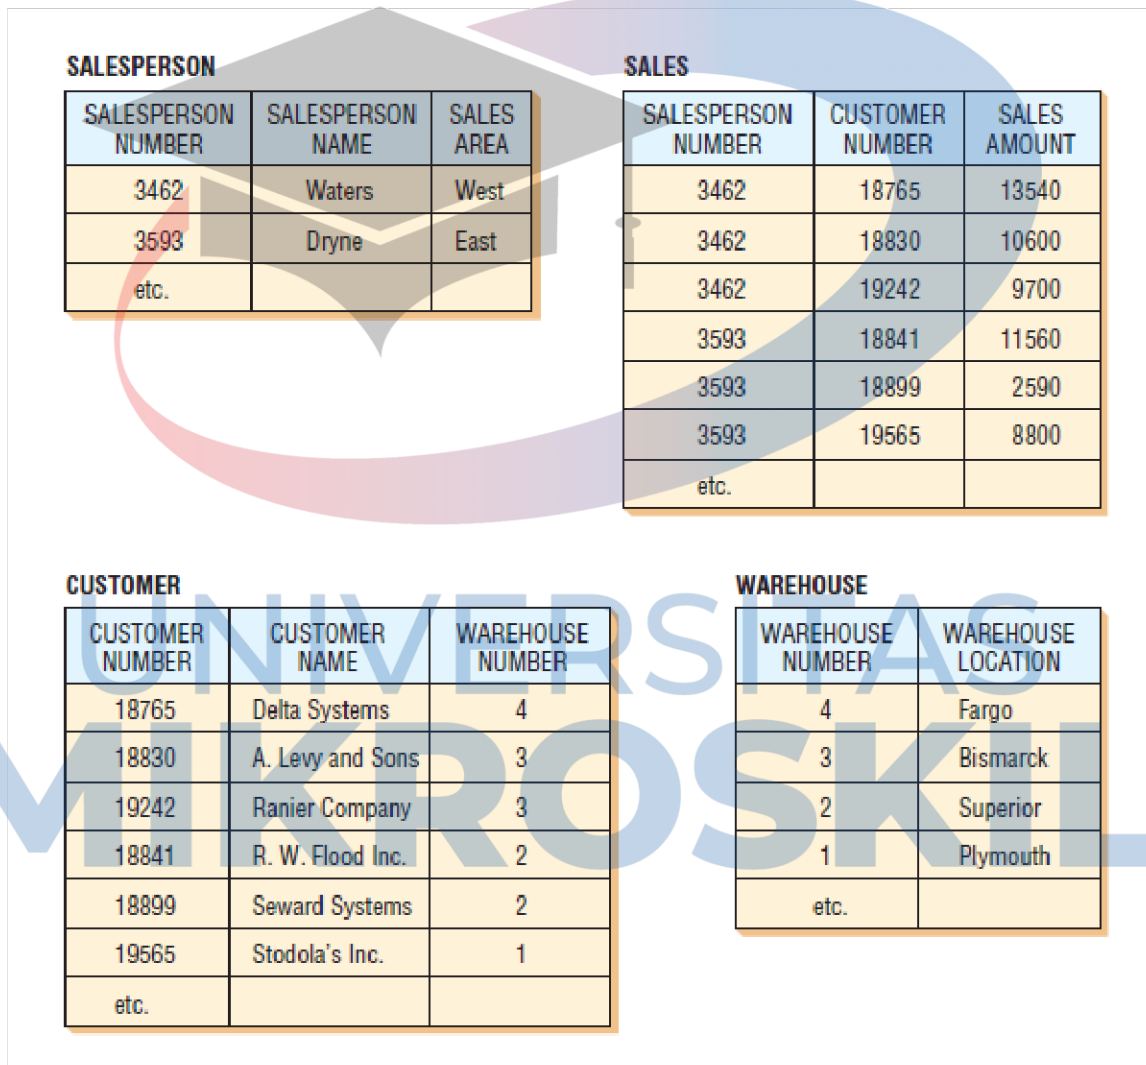 SALESPERSON
SALESPERSON NUMBER SALESPERSON NAME SALES AREA
3462 Waters West
3593 Dryne East
etc.
SALES
SALESPERSON NUMBER CUSTOMER NUMBER SALES AMOUNT
3462 18765 13540
3462 18830 10600
3462 19242 9700
3593 18841 11560
3593 18899 2590
3593 19565 8800
etc.
CUSTOMER
CUSTOMER NUMBER CUSTOMER NAME WAREHOUSE NUMBER
18765 Delta Systems 4
18830 A. Levy and Sons 3
19242 Ranier Company 3
18841 R. W. Flood Inc. 2
18899 Seward Systems 2
19565 Stodola's Inc. 1
etc.
WAREHOUSE
WAREHOUSE NUMBER WAREHOUSE LOCATION
4 Fargo
3 Bismarck
2 Superior
1 Plymouth
etc.
UNIVERSITAS
MIKROSKIL